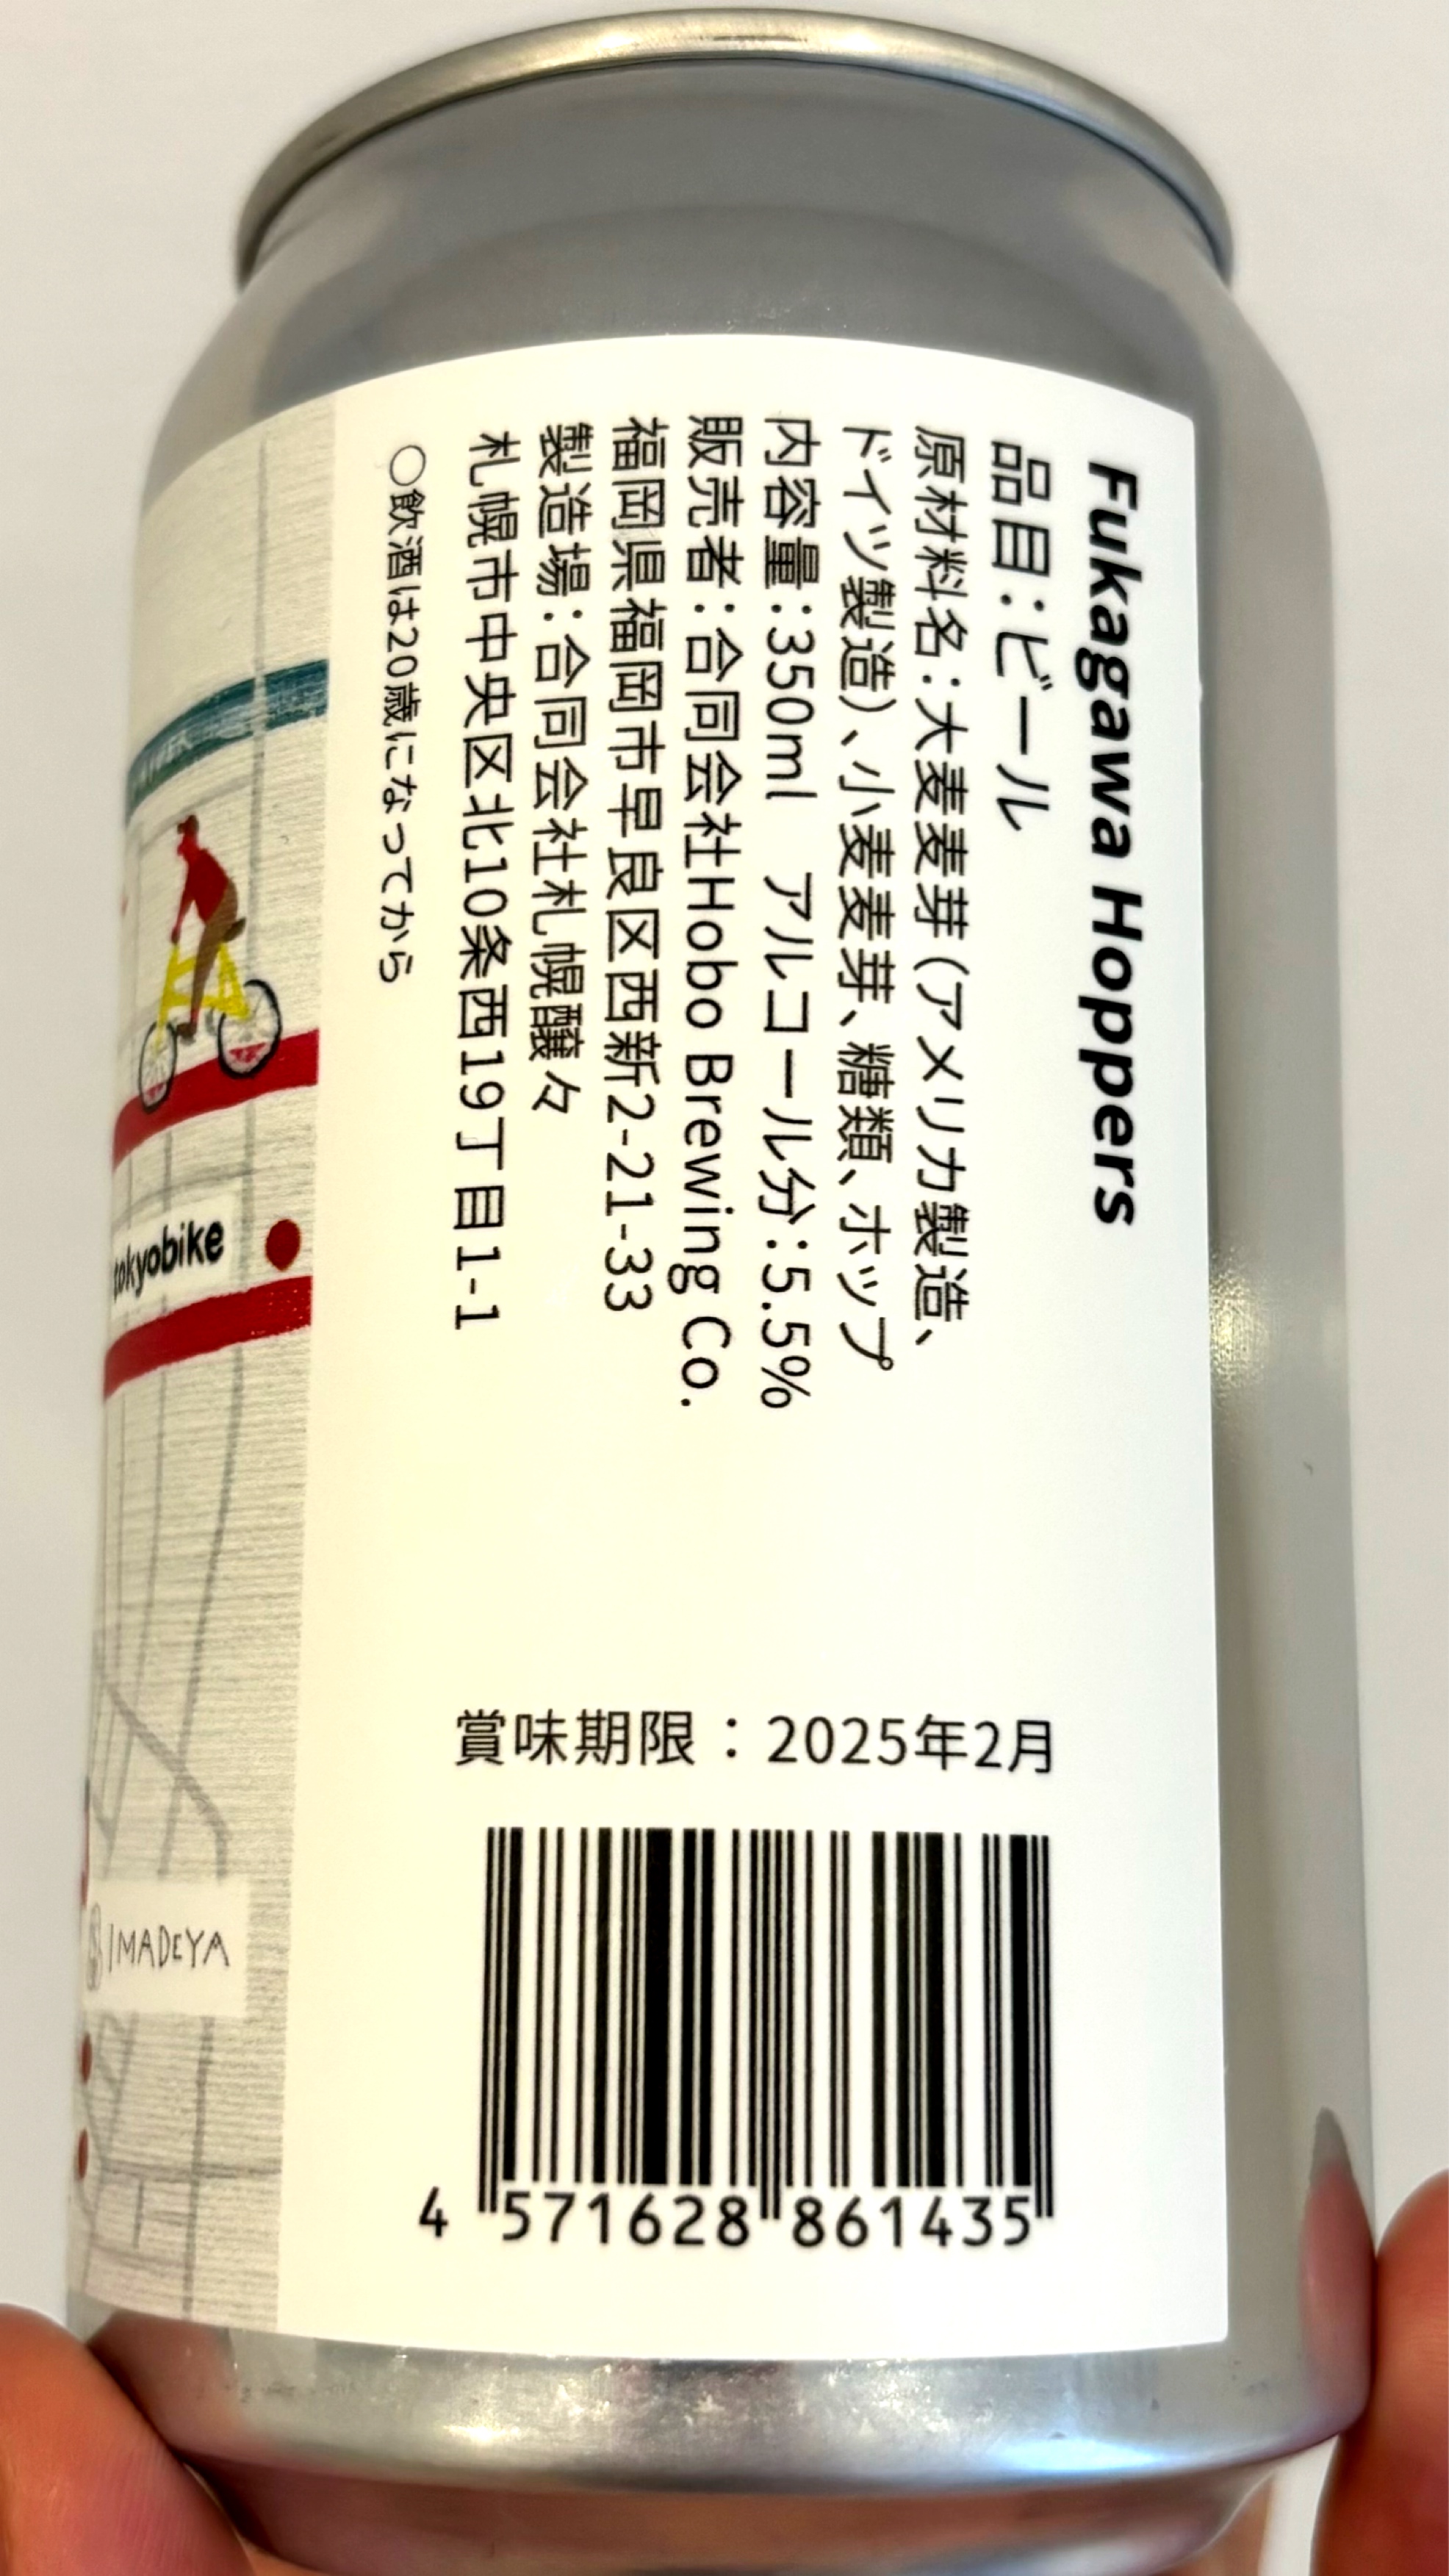 Fukagawa Hoppers
品目：ビール
原材料名：大麦麦芽（アメリカ製造、
ドイツ製造）、小麦麦芽、糖類、ホップ
内容量：350ml　アルコール分：5.5%
販売者：合同会社Hobo Brewing Co.
福岡県福岡市早良区西新2-21-33
製造場：合同会社札幌醸々
札幌市中央区北10条西19丁目1-1
○飲酒は20歳になってから
賞味期限：2025年2月
4 571628 861435
tokyobike
IMADEYA